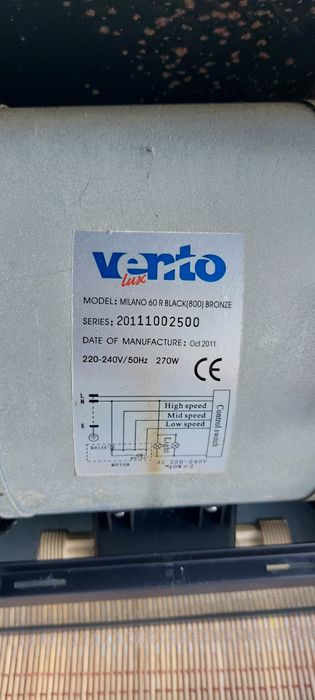 vento
lux
MODEL: MILANO 60 R BLACK(800) BRONZE
SERIES: 20111002500
DATE OF MANUFACTURE: Oct 2011
220-240V/50Hz 270W CE
L
N
High speed
Mid speed
Low speed
E
Control switch
Light
MOTOR
AC 220-240V